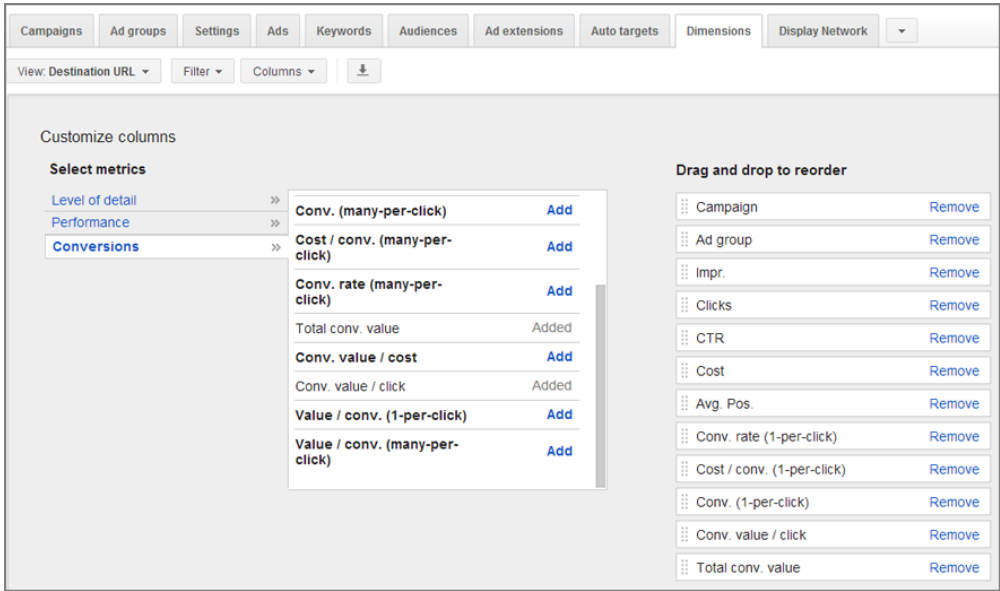 Campaigns Ad groups Settings Ads Keywords Audiences Ad extensions Auto targets Dimensions Display Network
View: Destination URL Filter Columns
Customize columns
Select metrics
Level of detail
Performance
Conversions
Conv. (many-per-click) Add
Cost / conv. (many-per-
click) Add
Conv. rate (many-per-
click) Add
Total conv. value Added
Conv. value / cost Add
Conv. value / click Added
Value / conv. (1-per-click) Add
Value / conv. (many-per-
click) Add
Drag and drop to reorder
Campaign Remove
Ad group Remove
Impr. Remove
Clicks Remove
CTR Remove
Cost Remove
Avg. Pos. Remove
Conv. rate (1-per-click) Remove
Cost / conv. (1-per-click) Remove
Conv. (1-per-click) Remove
Conv. value / click Remove
Total conv. value Remove